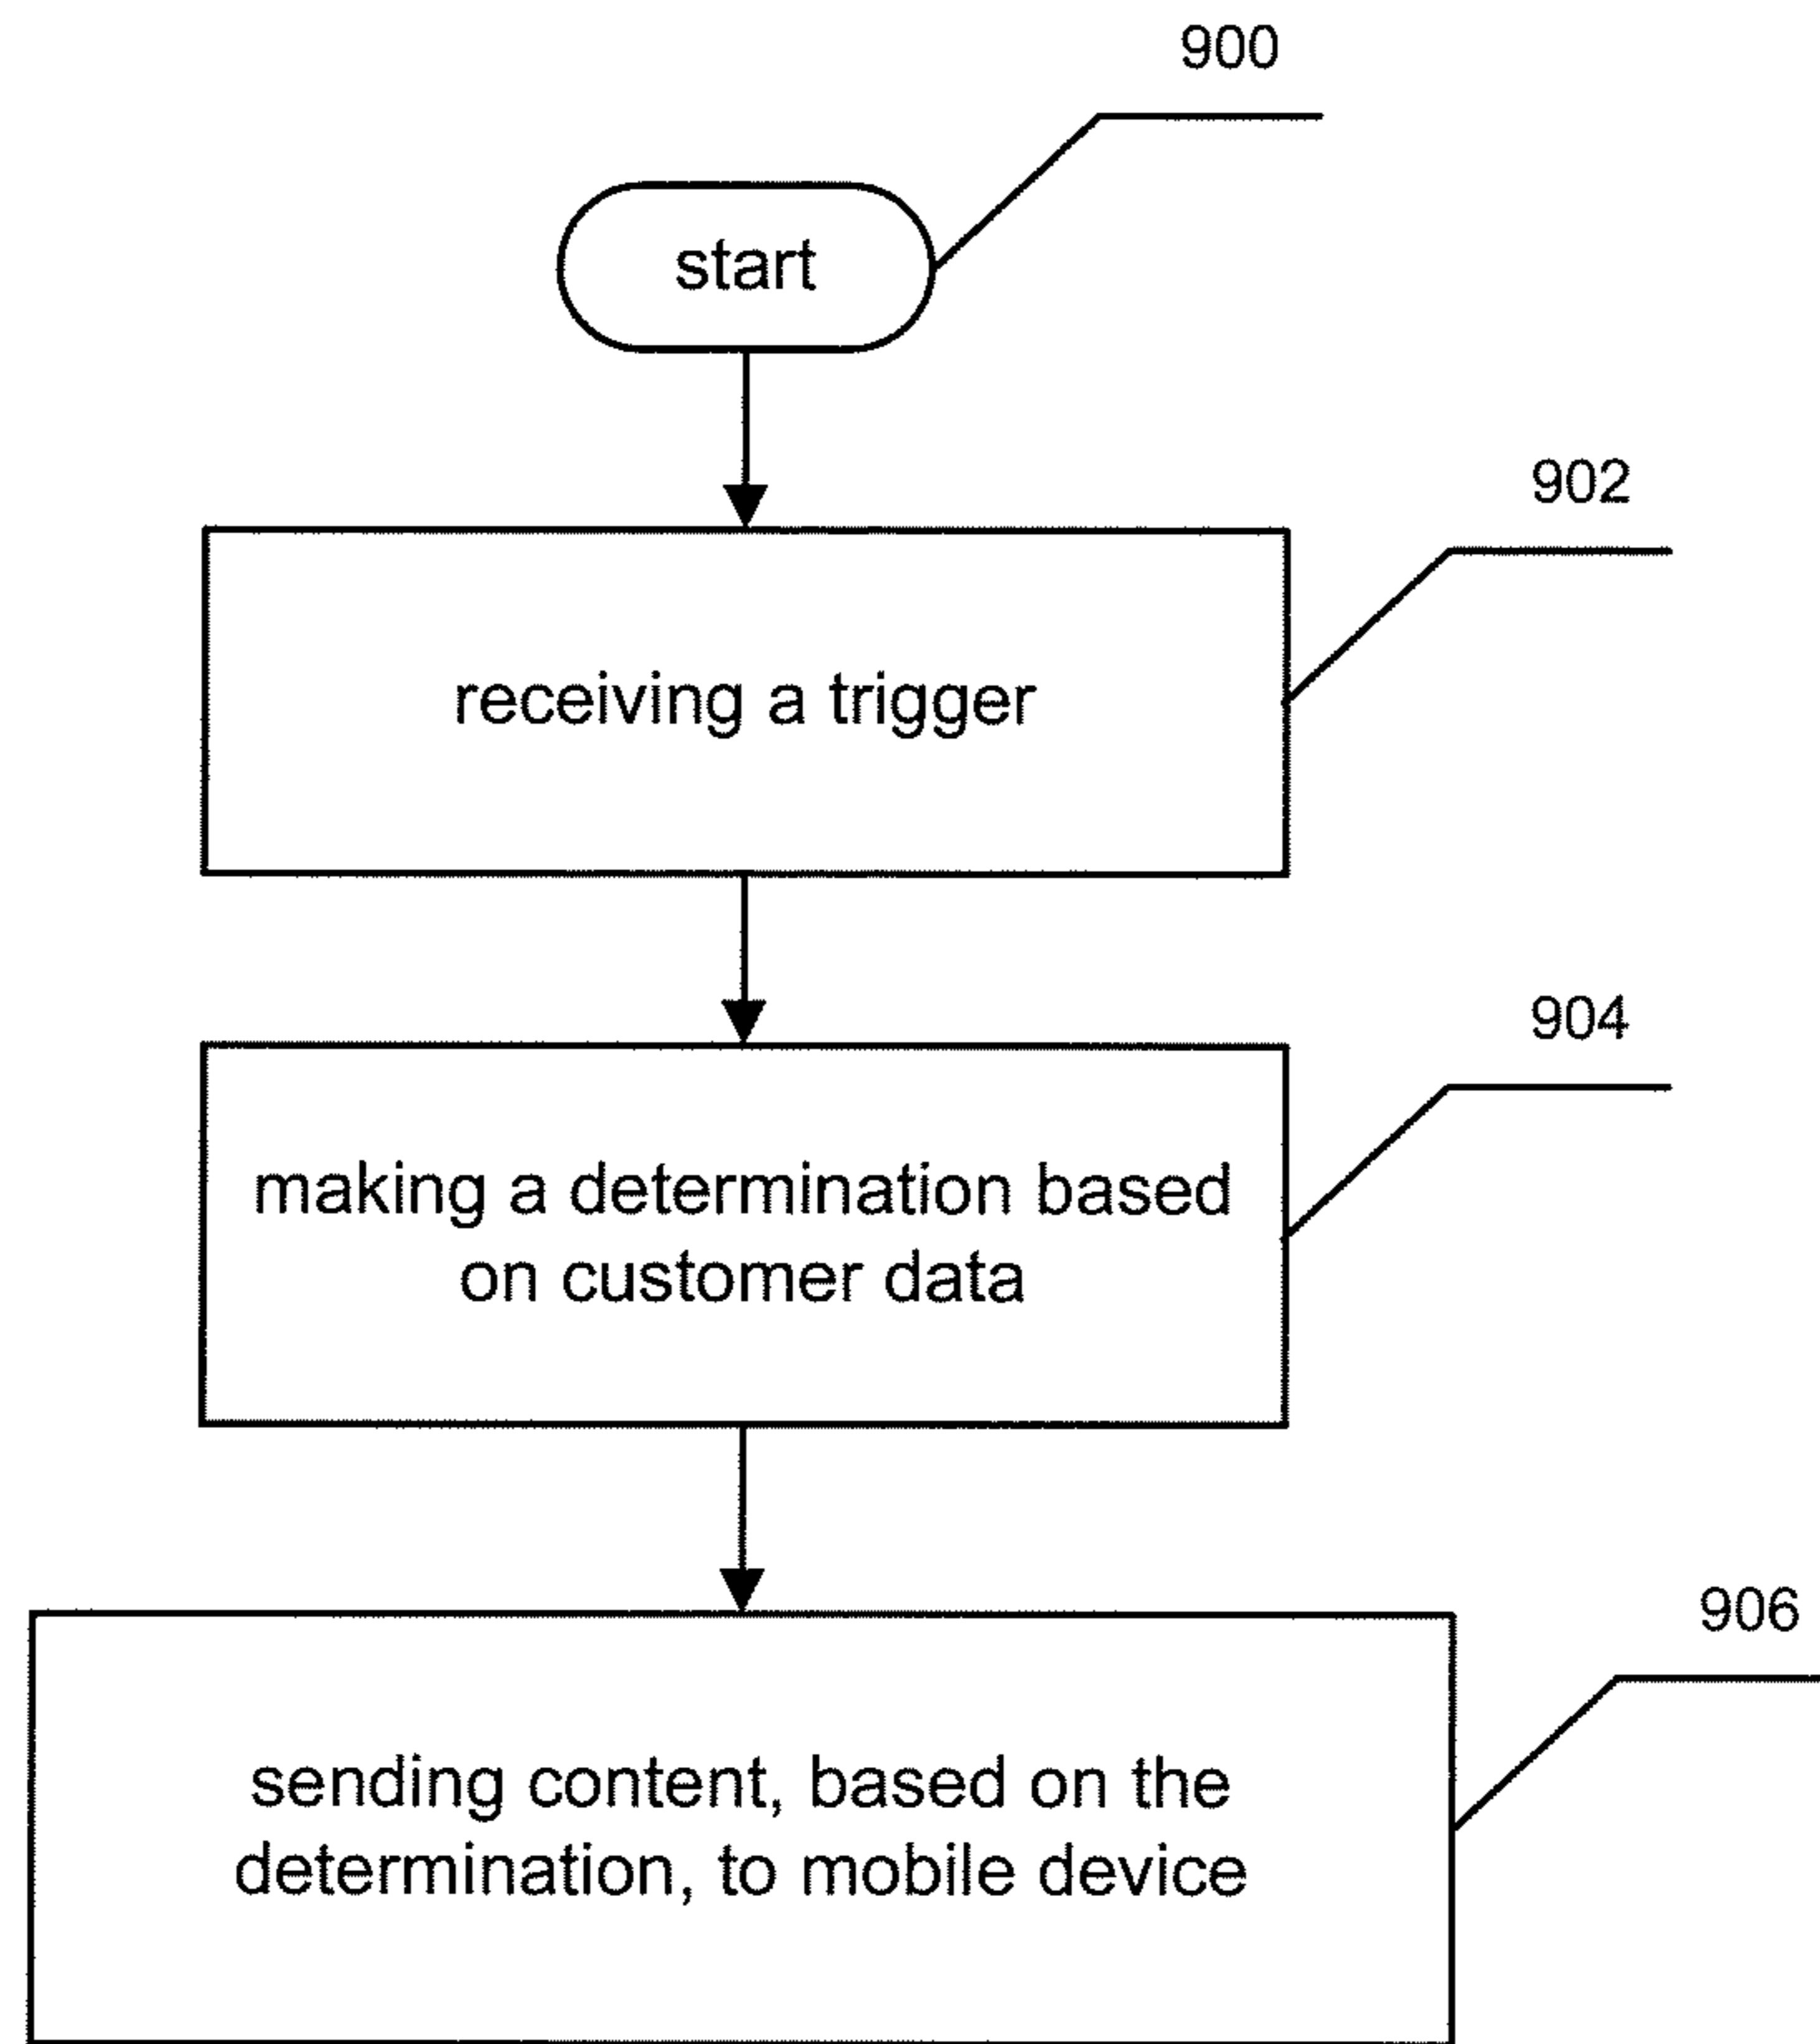 900
start
902
receiving a trigger
904
making a determination based
on customer data
906
sending content, based on the
determination, to mobile device